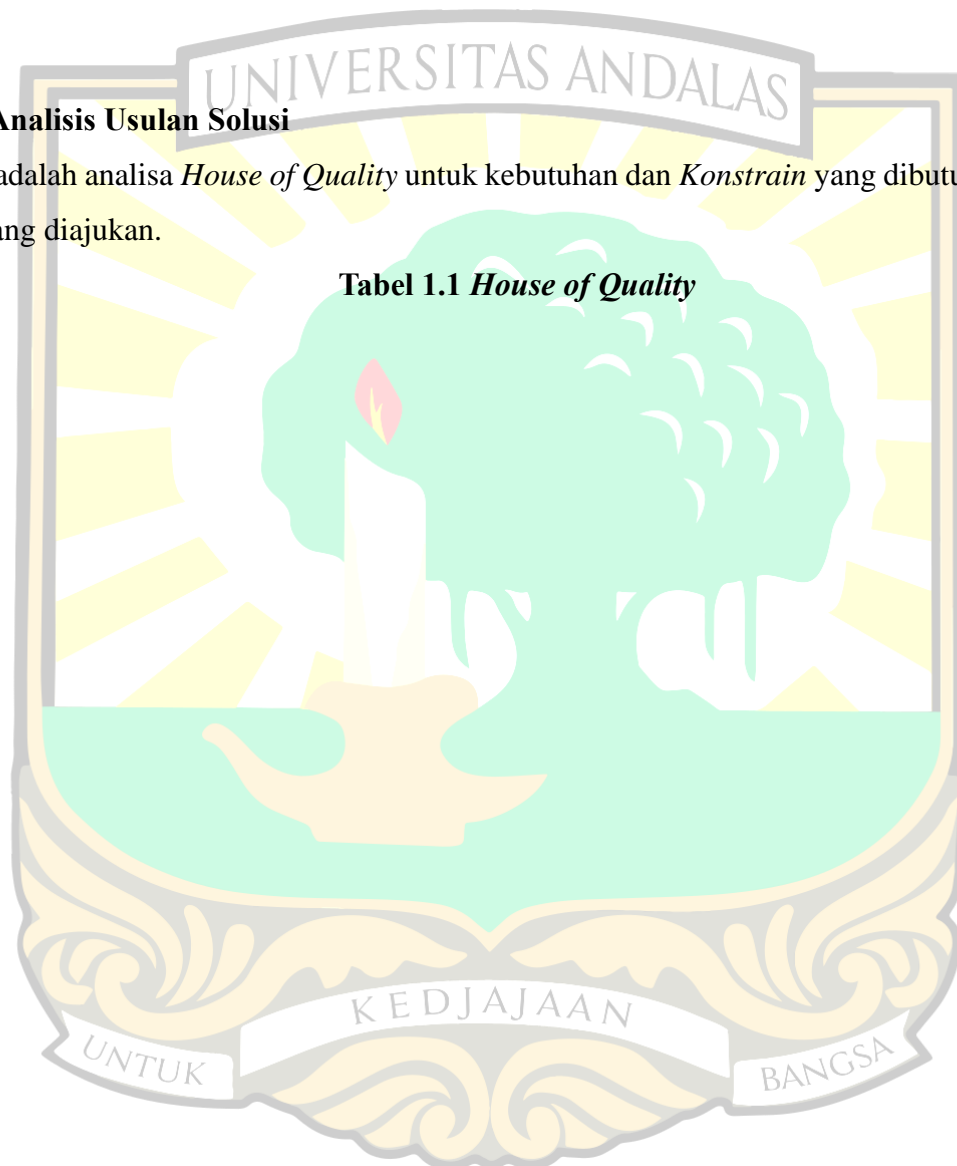 UNIVERSITAS ANDALAS
Analisis Usulan Solusi
adalah analisa House of Quality untuk kebutuhan dan Konstrain yang dibutu
ang diajukan.
Tabel 1.1 House of Quality
KEDJAJAAN
UNTUK
BANGSA